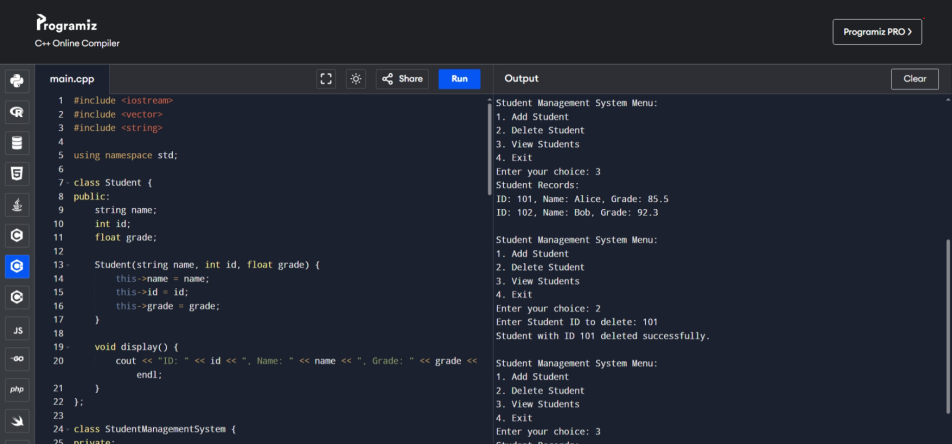 Programiz
C++ Online Compiler
Programiz PRO >
main.cpp
Share
Run
Output
Clear
1 #include <iostream>
2 #include <vector>
3 #include <string>
4
5 using namespace std;
6
7 class Student {
8 public:
9     string name;
10     int id;
11     float grade;
12
13     Student(string name, int id, float grade) {
14         this->name = name;
15         this->id = id;
16         this->grade = grade;
17     }
18
19     void display() {
20         cout << "ID: " << id << ", Name: " << name << ", Grade: " << grade <<
endl;
21     }
22 };
23
24 class StudentManagementSystem {
25 private:
Student Management System Menu:
1. Add Student
2. Delete Student
3. View Students
4. Exit
Enter your choice: 3
Student Records:
ID: 101, Name: Alice, Grade: 85.5
ID: 102, Name: Bob, Grade: 92.3
Student Management System Menu:
1. Add Student
2. Delete Student
3. View Students
4. Exit
Enter your choice: 2
Enter Student ID to delete: 101
Student with ID 101 deleted successfully.
Student Management System Menu:
1. Add Student
2. Delete Student
3. View Students
4. Exit
Enter your choice: 3
Student Records:
JS
GO
php